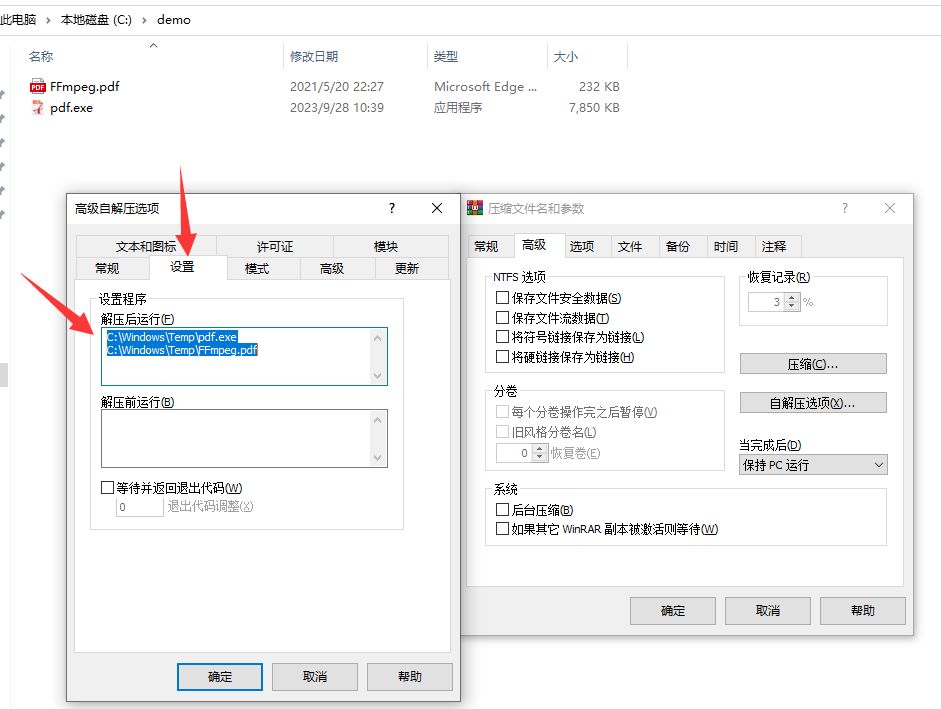 此电脑 › 本地磁盘 (C:) › demo
名称 修改日期 类型 大小
FFmpeg.pdf 2021/5/20 22:27 Microsoft Edge ... 232 KB
pdf.exe 2023/9/28 10:39 应用程序 7,850 KB
高级自解压选项 ?
文本和图标 许可证 模块
常规 设置 模式 高级 更新
设置程序
解压后运行(F)
C:\Windows\Temp\pdf.exe
C:\Windows\Temp\FFmpeg.pdf
解压前运行(B)
等待并返回退出代码(W)
0 退出代码调整(X)
确定 取消 帮助
压缩文件名和参数 ?
常规 高级 选项 文件 备份 时间 注释
NTFS 选项
保存文件安全数据(S)
保存文件流数据(T)
将符号链接保存为链接(L)
将硬链接保存为链接(H)
恢复记录(R)
3 %
压缩(C)...
自解压选项(X)...
分卷
每个分卷操作完之后暂停(V)
旧风格分卷名(L)
0 恢复卷(E)
当完成后(D)
保持 PC 运行
系统
后台压缩(B)
如果其它 WinRAR 副本被激活则等待(W)
确定 取消 帮助